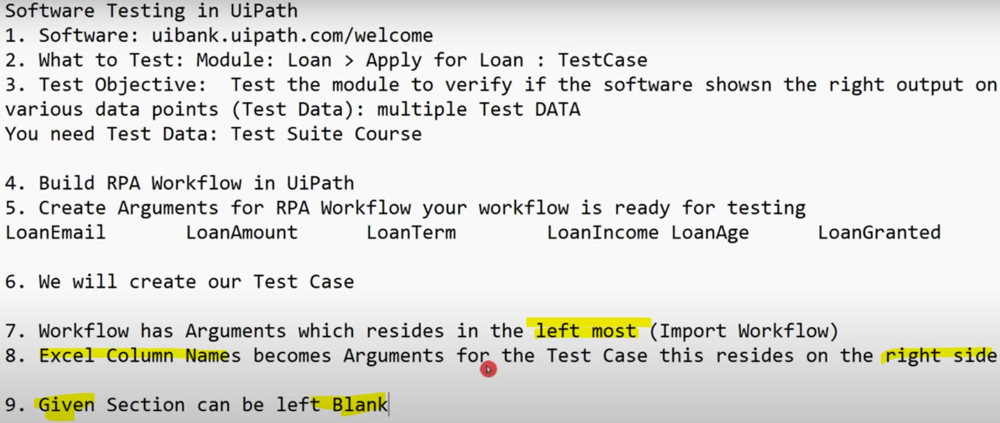 Software Testing in UiPath
1. Software: uibank.uipath.com/welcome
2. What to Test: Module: Loan > Apply for Loan : TestCase
3. Test Objective:  Test the module to verify if the software showsn the right output on
various data points (Test Data): multiple Test DATA
You need Test Data: Test Suite Course
4. Build RPA Workflow in UiPath
5. Create Arguments for RPA Workflow your workflow is ready for testing
LoanEmail LoanAmount LoanTerm LoanIncome LoanAge LoanGranted
6. We will create our Test Case
7. Workflow has Arguments which resides in the left most (Import Workflow)
8. Excel Column Names becomes Arguments for the Test Case this resides on the right side
9. Given Section can be left Blank